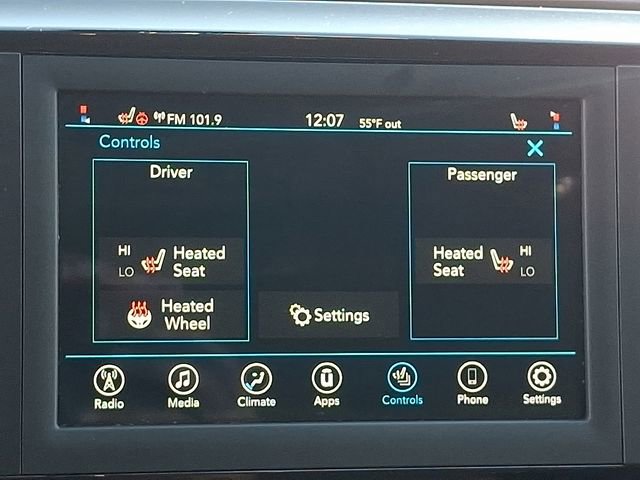 FM 101.9 12:07 55°F out
Controls
Driver
HI
LO
Heated
Seat
Heated
Wheel
Settings
Passenger
Heated
Seat
HI
LO
Radio Media Climate Apps Controls Phone Settings